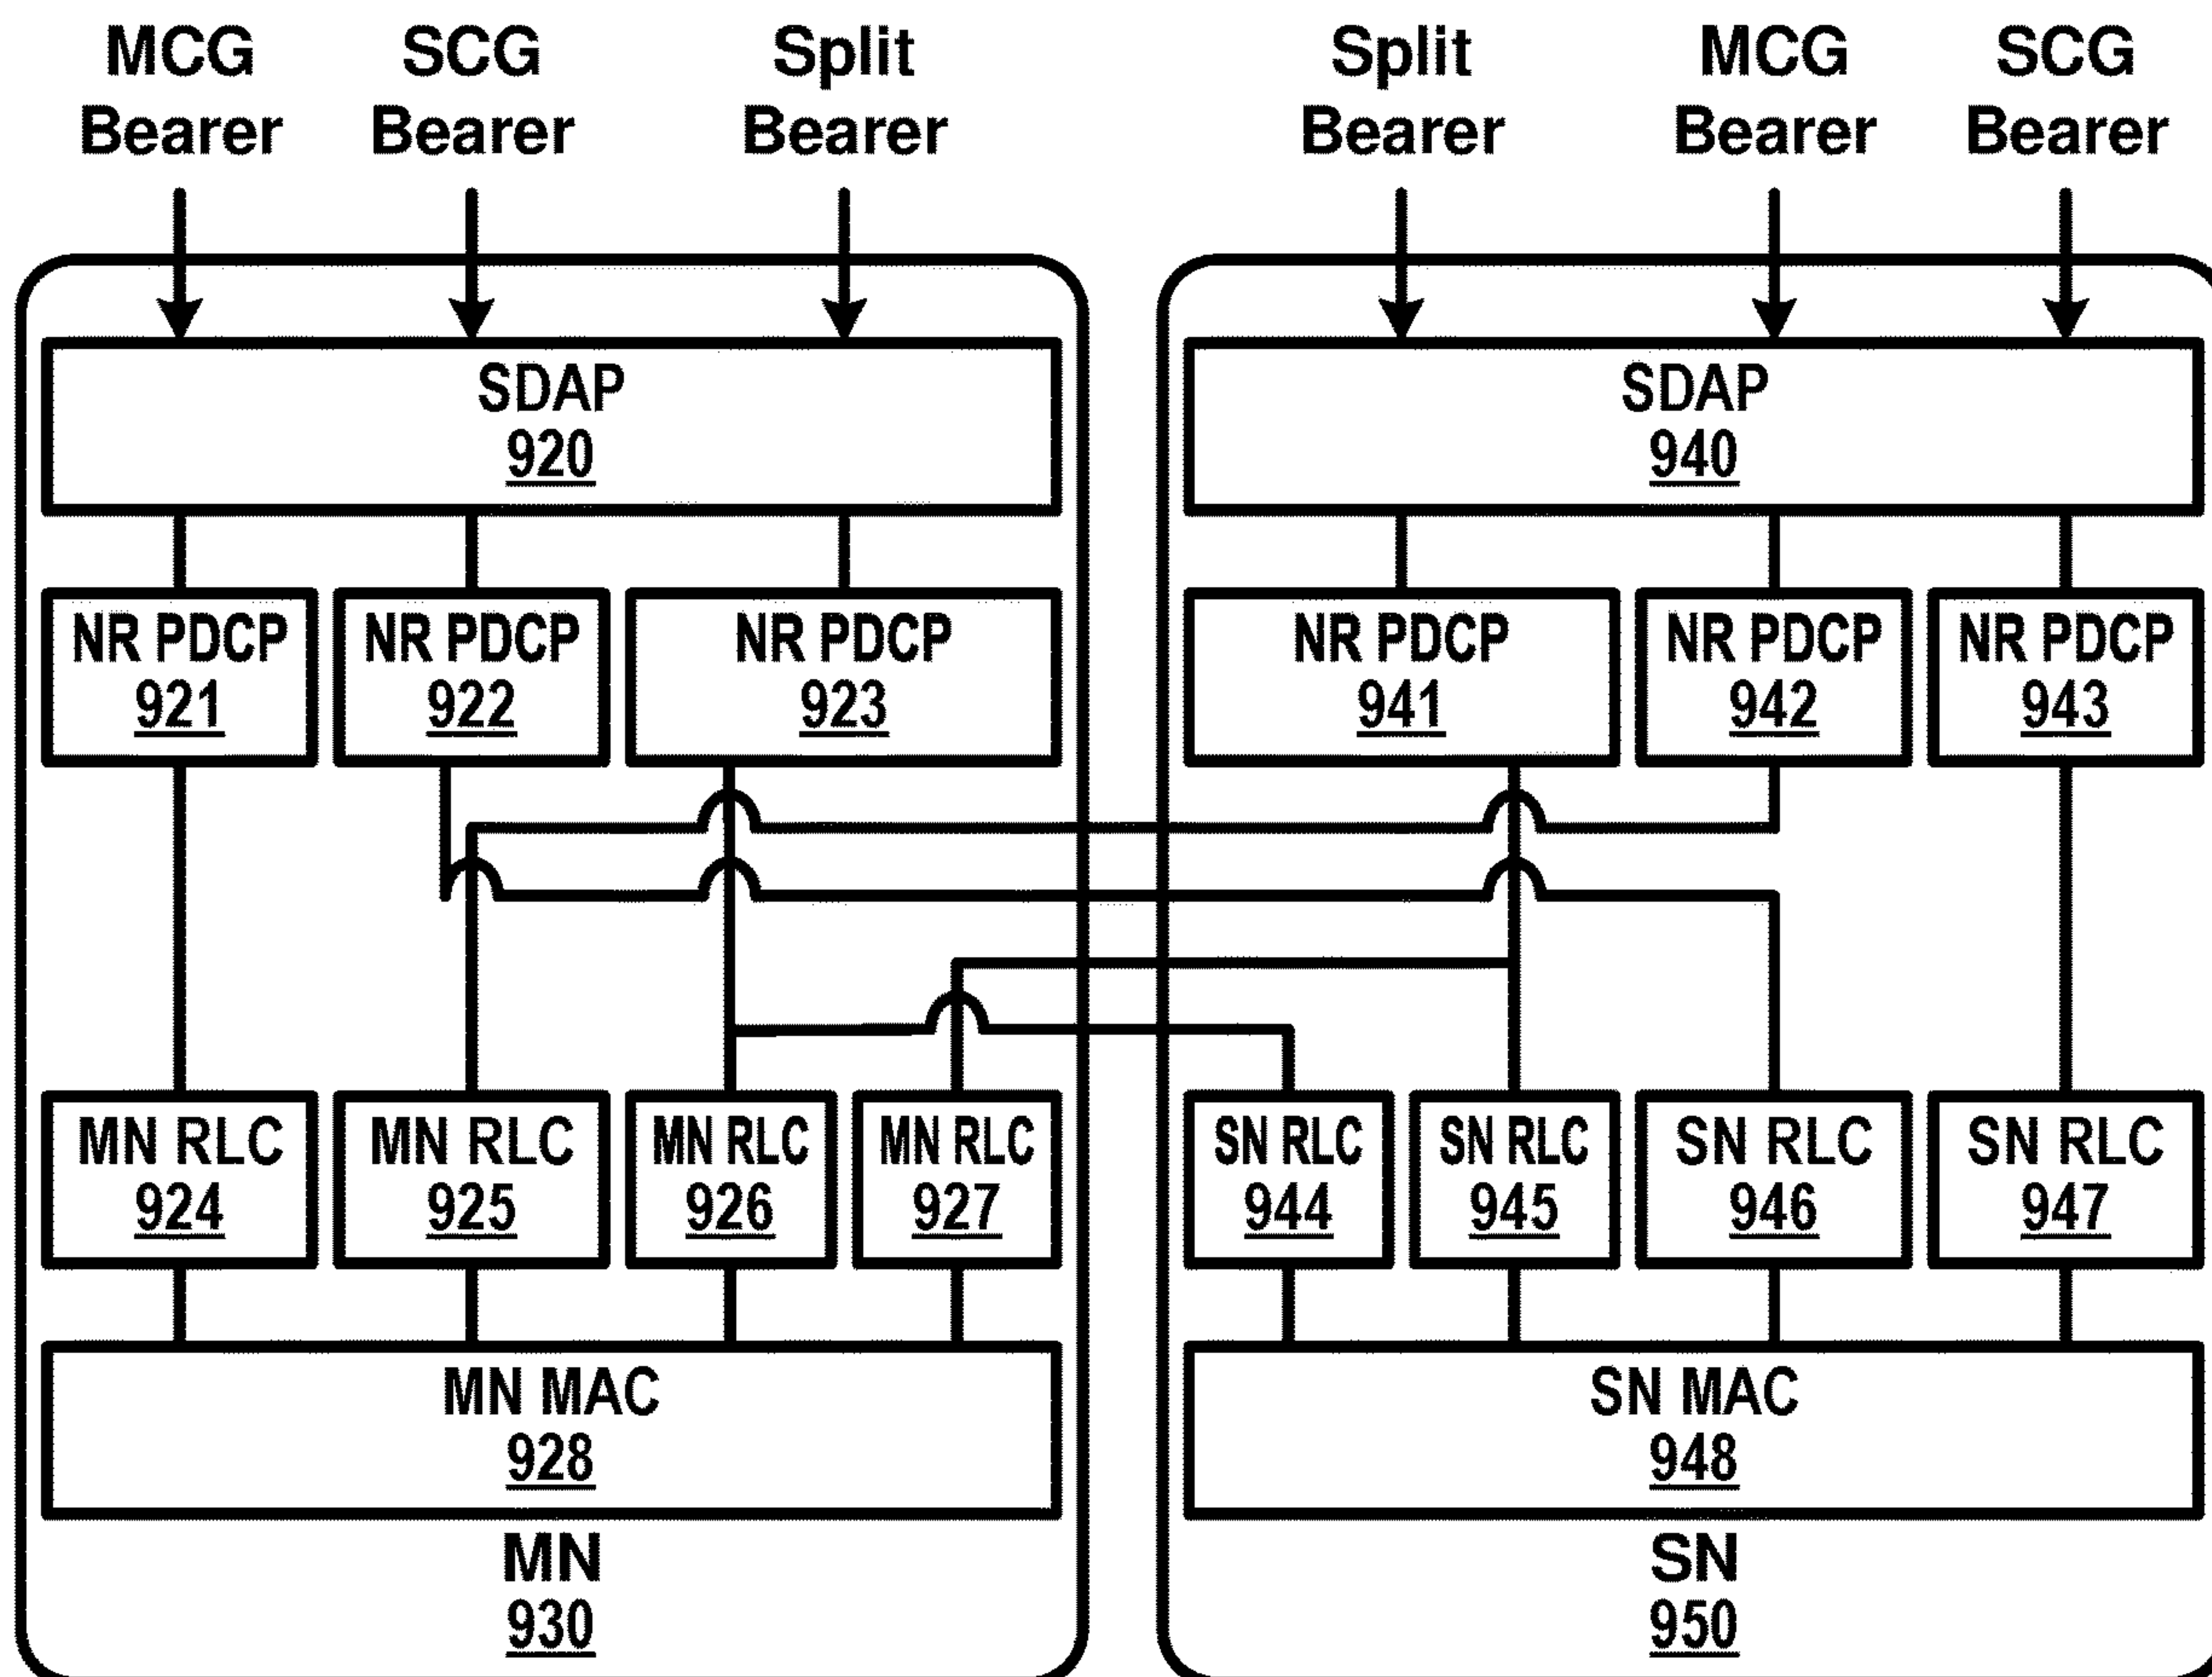 MCG
Bearer
SCG
Bearer
Split
Bearer
Split
Bearer
MCG
Bearer
SCG
Bearer
SDAP
920
SDAP
940
NR PDCP
921
NR PDCP
922
NR PDCP
923
NR PDCP
941
NR PDCP
942
NR PDCP
943
MN RLC
924
MN RLC
925
MN RLC
926
MN RLC
927
SN RLC
944
SN RLC
945
SN RLC
946
SN RLC
947
MN MAC
928
SN MAC
948
MN
930
SN
950